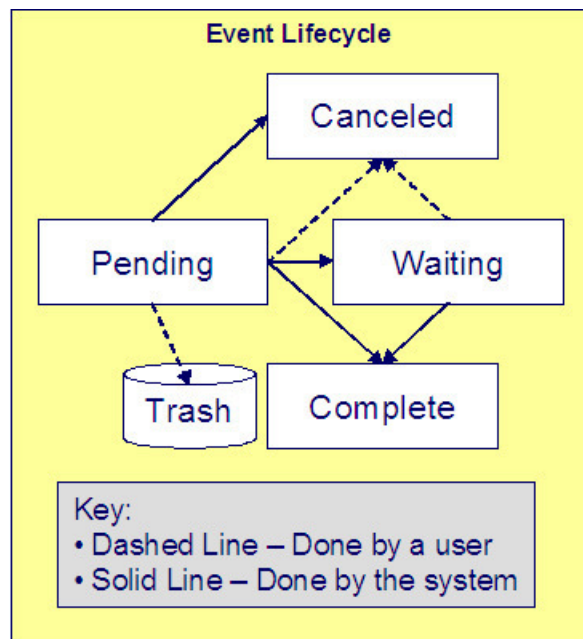 Event Lifecycle
Canceled
Pending
Waiting
Trash
Complete
Key:
• Dashed Line – Done by a user
• Solid Line – Done by the system